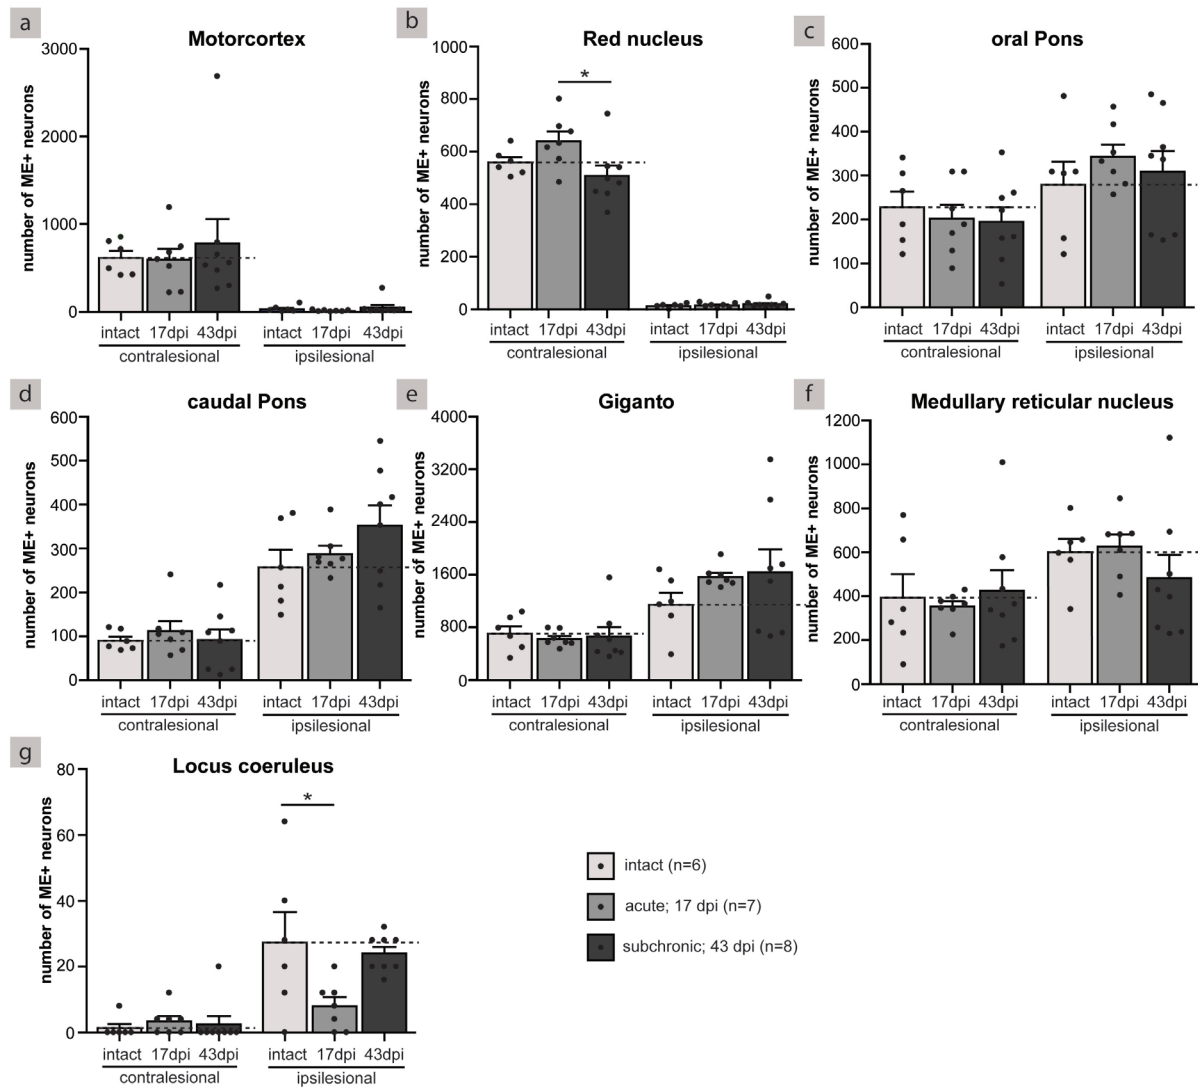 a
Motorcortex
number of ME+ neurons
3000
2000
1000
0
intact 17dpi 43dpi intact 17dpi 43dpi
contralesional ipsilesional
b
Red nucleus
*
number of ME+ neurons
1000
800
600
400
200
0
intact 17dpi 43dpi intact 17dpi 43dpi
contralesional ipsilesional
c
oral Pons
number of ME+ neurons
600
500
400
300
200
100
0
intact 17dpi 43dpi intact 17dpi 43dpi
contralesional ipsilesional
d
caudal Pons
number of ME+ neurons
600
500
400
300
200
100
0
intact 17dpi 43dpi intact 17dpi 43dpi
contralesional ipsilesional
e
Giganto
number of ME+ neurons
4000
3200
2400
1600
800
0
intact 17dpi 43dpi intact 17dpi 43dpi
contralesional ipsilesional
f
Medullary reticular nucleus
number of ME+ neurons
1200
1000
800
600
400
200
0
intact 17dpi 43dpi intact 17dpi 43dpi
contralesional ipsilesional
g
Locus coeruleus
*
number of ME+ neurons
80
60
40
20
0
intact 17dpi 43dpi intact 17dpi 43dpi
contralesional ipsilesional
intact (n=6)
acute; 17 dpi (n=7)
subchronic; 43 dpi (n=8)